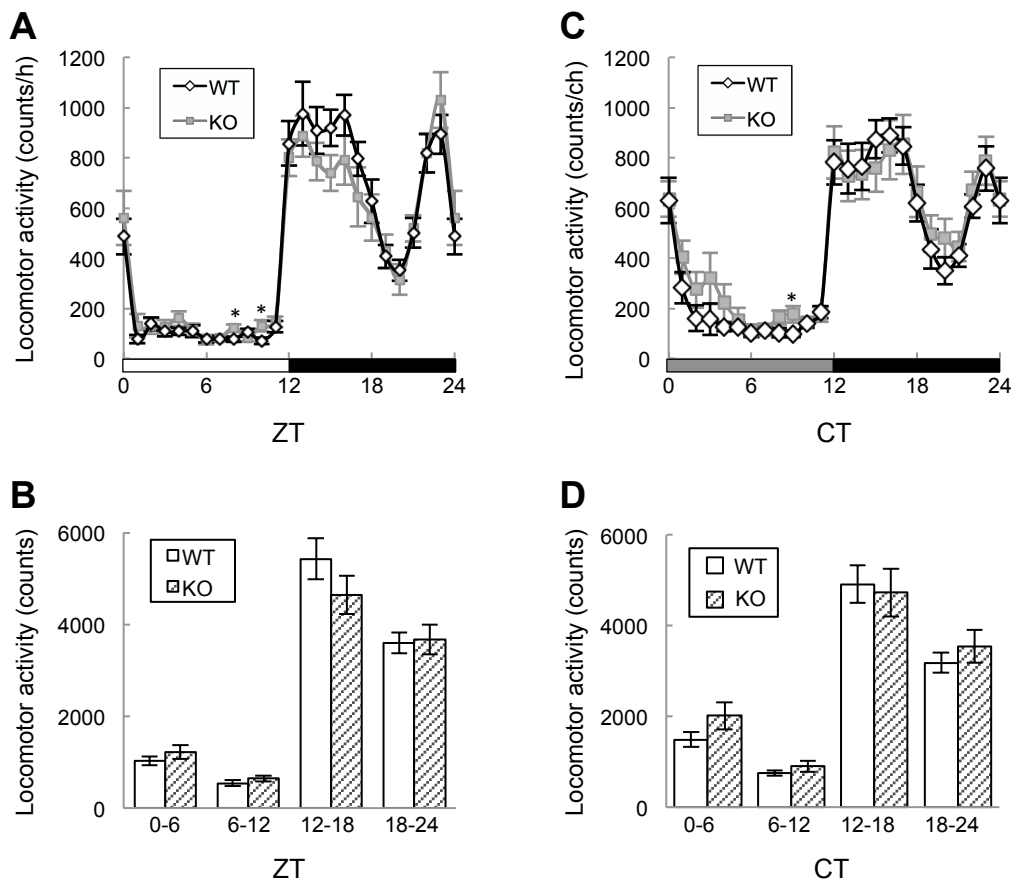 A
Locomotor activity (counts/h)
1200
1000
800
600
400
200
0
WT
KO
* *
0 6 12 18 24
ZT
C
Locomotor activity (counts/ch)
1200
1000
800
600
400
200
0
WT
KO
*
0 6 12 18 24
CT
B
Locomotor activity (counts)
6000
4000
2000
0
WT
KO
0-6 6-12 12-18 18-24
ZT
D
Locomotor activity (counts)
6000
4000
2000
0
WT
KO
0-6 6-12 12-18 18-24
CT